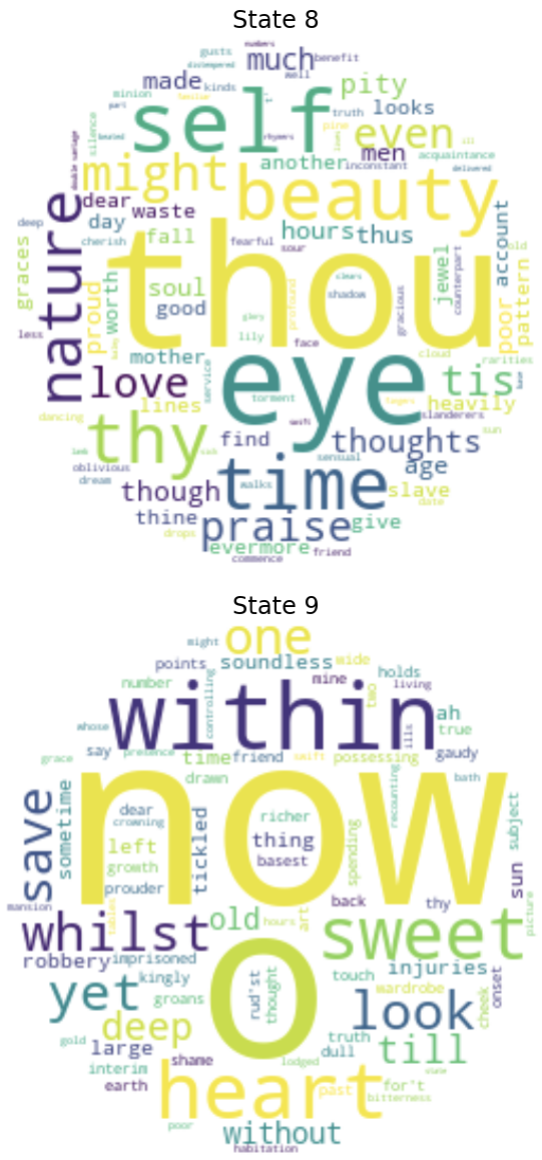 State 8
numbers
gusts
much
benefit
distempered
well
made
kinds
pity
minion
self
looks
part
truth
even
silence
pine
rhymers
men
another
acquaintance
inconstant
delivered
might
beauty
double vantage
nature
dear
waste
day
hours
thus
account
deep
cherish
fall
fearful
sour
old
graces
thou
jewel
counterpart
pattern
proud
worth
soul
good
shadow
profound
gracious
poor
less
glory
lily
face
mother
cloud
rarities
love
service
eye
tis
base
lines
torment
fingers
heavily
dancing
thy
find
swift
slanderers
sun
thoughts
oblivious
dream
sensual
age
though
time
walks
slave
date
thine
praise
give
drops
evermore
friend
commence
State 9
might
one
points
soundless
wide
holds
number
controlling
mine
two
living
within
ah
whose
ills
true
say
presence
grace
time
friend
swift
possessing
gaudy
drawn
bath
save
sometime
now
recounting
dear
crowning
richer
subject
left
tickled
thing
spending
growth
basest
prouder
sun
mansion
back
thy
picture
whilst
old
hours
art
sweet
robbery
imprisoned
injuries
kingly
touch
onset
yet
groans
o
rud'st
thought
wardrobe
cheek
look
deep
gold
large
truth
dull
till
interim
shame
lodged
state
earth
heart
past
for't
bitterness
poor
without
habitation